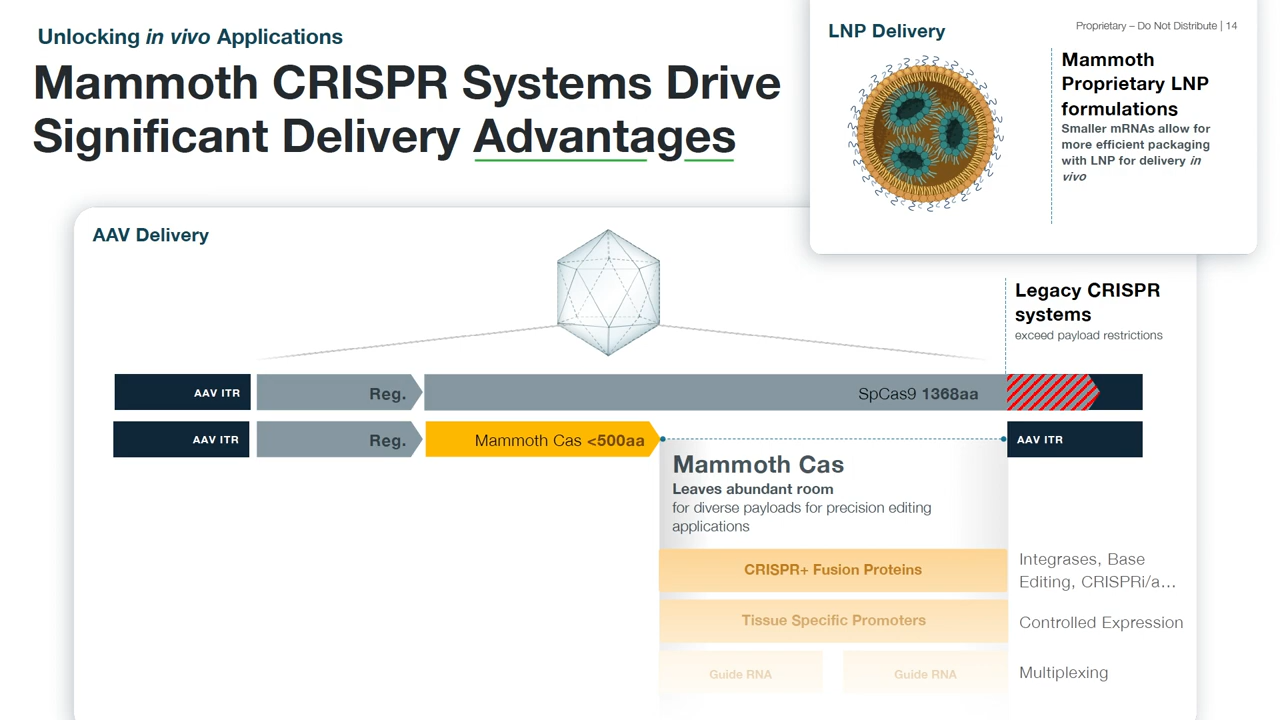 Unlocking in vivo Applications
Mammoth CRISPR Systems Drive
Significant Delivery Advantages
LNP Delivery
Proprietary – Do Not Distribute | 14
Mammoth
Proprietary LNP
formulations
Smaller mRNAs allow for
more efficient packaging
with LNP for delivery in
vivo
AAV Delivery
Legacy CRISPR
systems
exceed payload restrictions
AAV ITR
Reg.
SpCas9 1368aa
AAV ITR
Reg.
Mammoth Cas <500aa
AAV ITR
Mammoth Cas
Leaves abundant room
for diverse payloads for precision editing
applications
CRISPR+ Fusion Proteins
Integrases, Base
Editing, CRISPRi/a...
Tissue Specific Promoters
Controlled Expression
Guide RNA
Guide RNA
Multiplexing